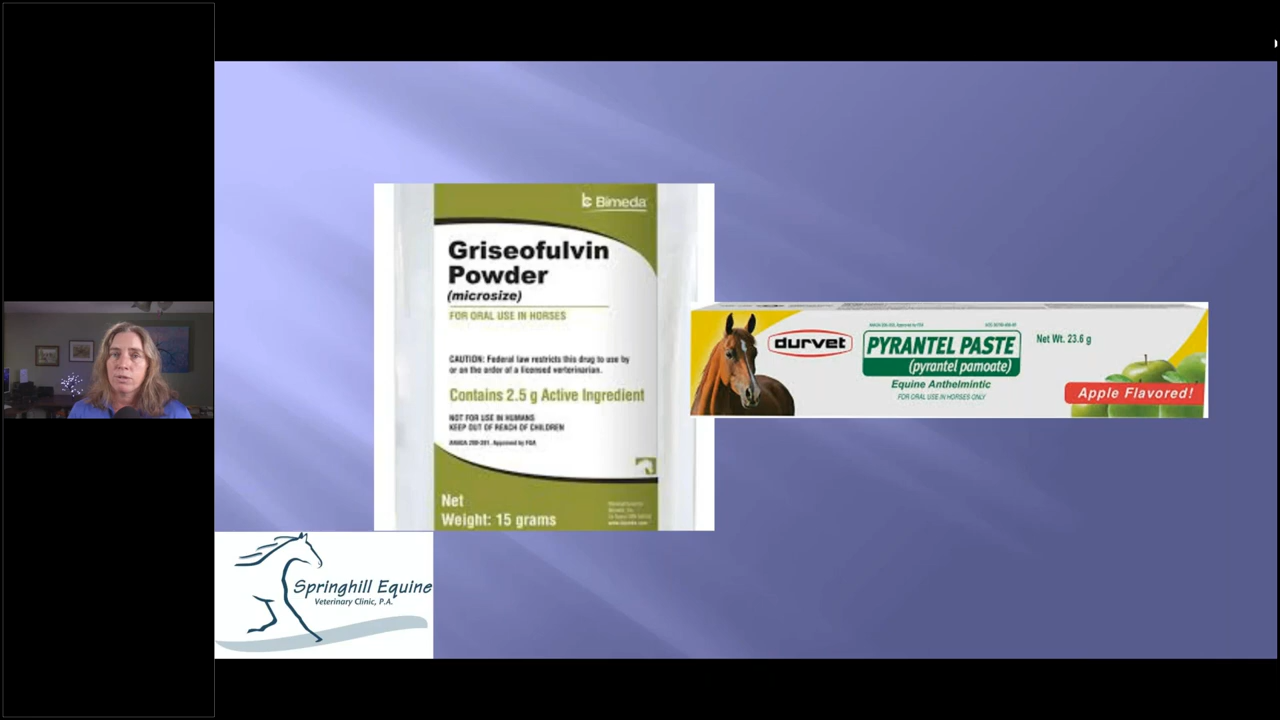 Bimeda
Griseofulvin
Powder
(microsize)
FOR ORAL USE IN HORSES
CAUTION: Federal law restricts this drug to use by
or on the order of a licensed verterinarian.
Contains 2.5 g Active Ingredient
NOT FOR USE IN HUMANS
KEEP OUT OF REACH OF CHILDREN
Approved by FDA
Net
Weight: 15 grams
durvet
PYRANTEL PASTE
(pyrantel pamoate)
Equine Anthelmintic
FOR ORAL USE IN HORSES ONLY
Net Wt. 23.6 g
Apple Flavored!
Springhill Equine
Veterinary Clinic, P.A.